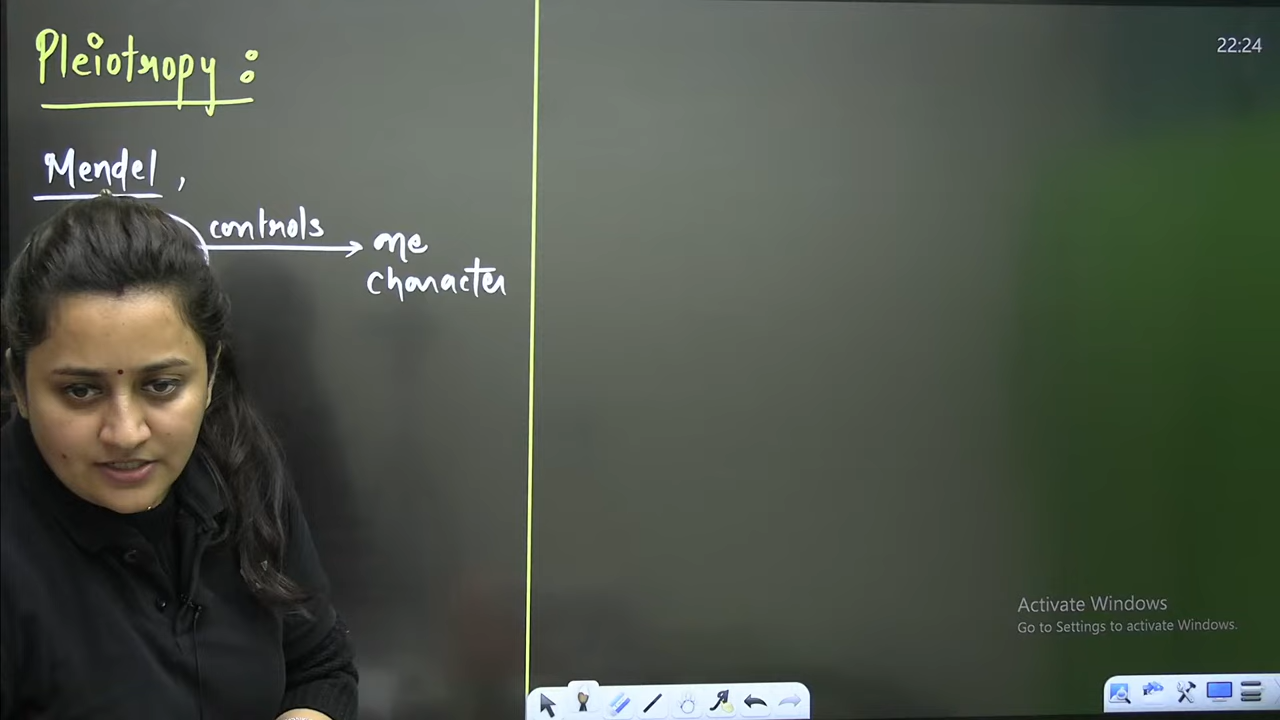 Pleiotropy :
Mendel ,
controls
one
character
22:24
Activate Windows
Go to Settings to activate Windows.